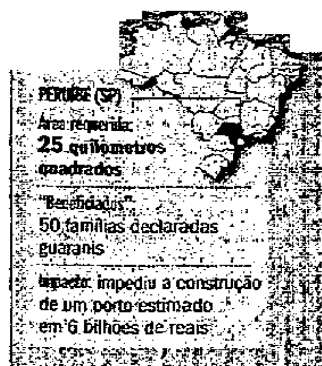 PERUÍBE (SP)
Área requerida:
25 quilômetros
quadrados
"Beneficiados":
50 famílias declaradas
guaranis
Impacto: impediu a construção
de um porto estimado
em 6 bilhões de reais